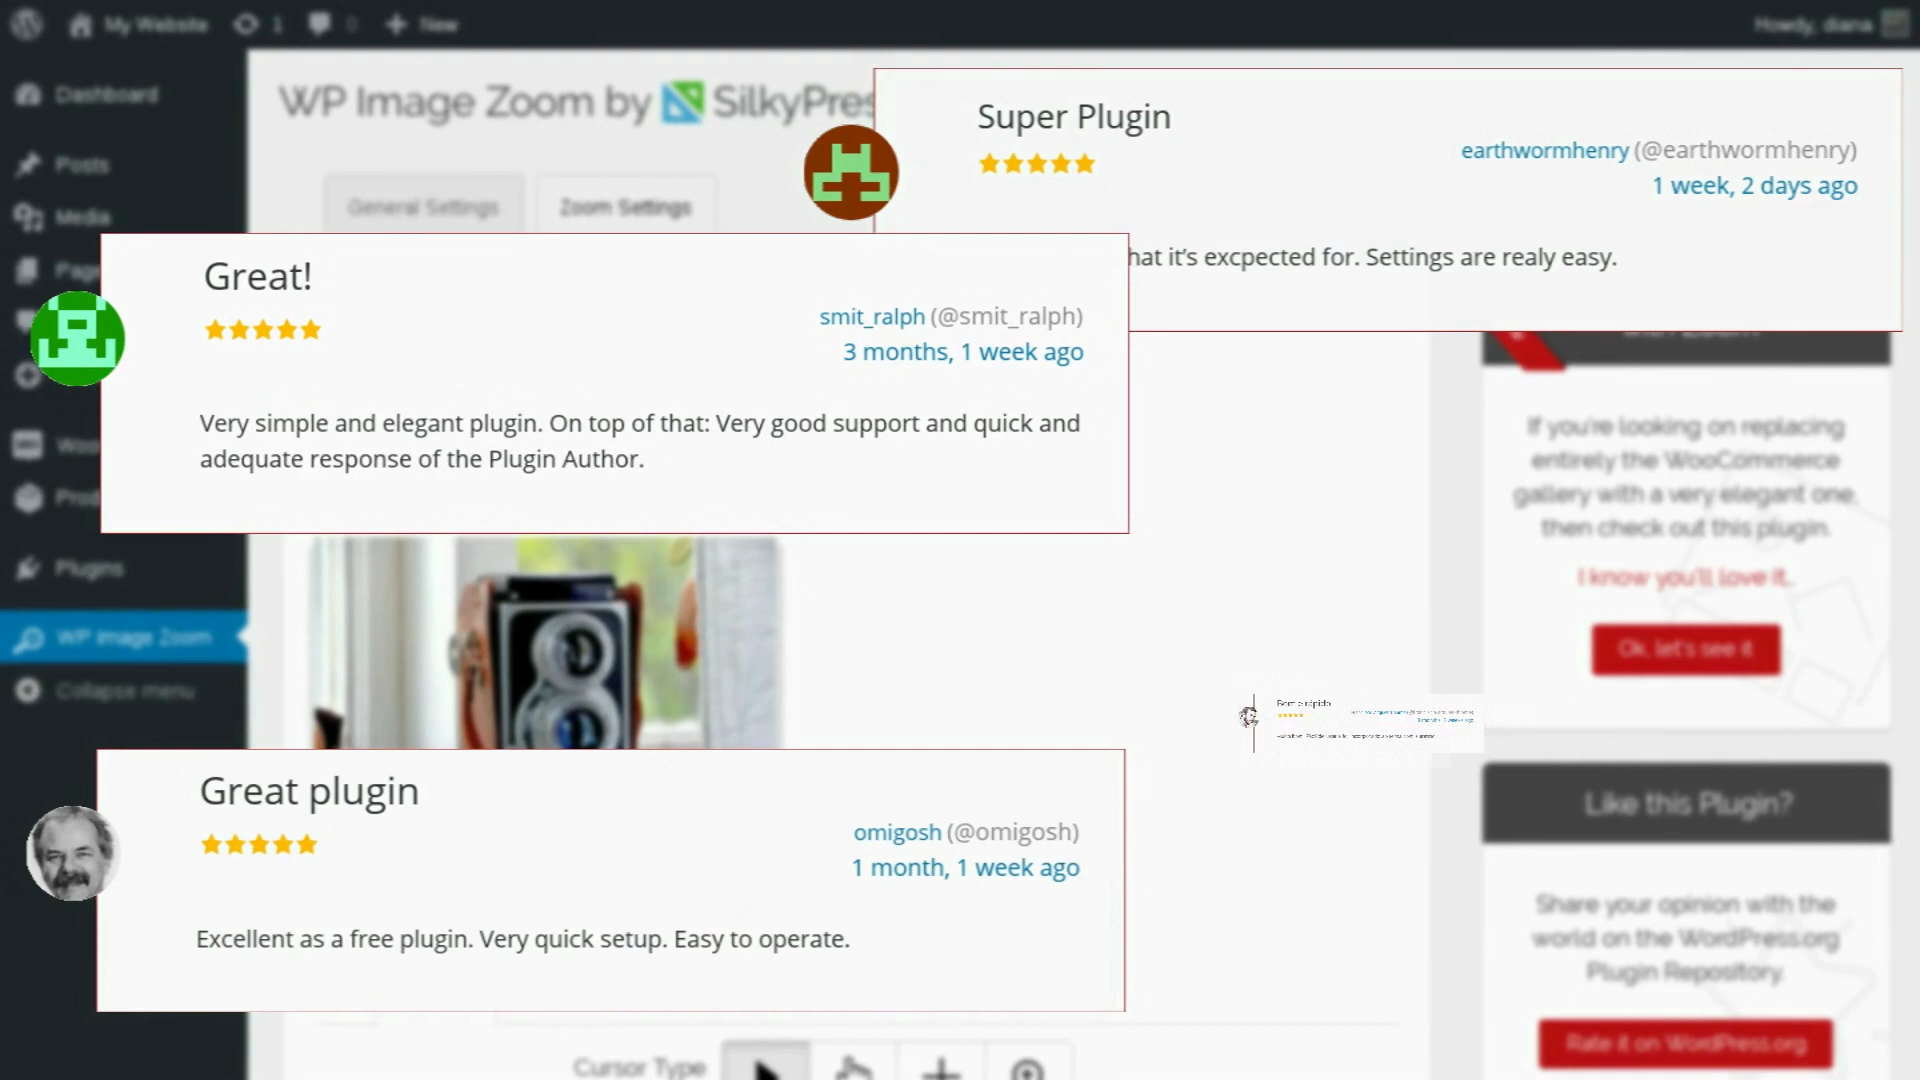 My Website
1
0
New
Howdy, diana
Dashboard
Posts
Media
Plugins
WP Image Zoom
Collapse menu
WP Image Zoom by SilkyPres
General Settings
Zoom Settings
Super Plugin
earthwormhenry (@earthwormhenry)
1 week, 2 days ago
hat it's excpected for. Settings are realy easy.
Great!
smit_ralph (@smit_ralph)
3 months, 1 week ago
Very simple and elegant plugin. On top of that: Very good support and quick and
adequate response of the Plugin Author.
If you're looking on replacing
entirely the WooCommerce
gallery with a very elegant one,
then check out this plugin.
I know you'll love it.
Ok, let's see it
Bom e rápido
Great plugin
omigosh (@omigosh)
1 month, 1 week ago
Excellent as a free plugin. Very quick setup. Easy to operate.
Like this Plugin?
Share your opinion with the
world on the WordPress.org
Plugin Repository.
Rate it on WordPress.org
Cursor Type